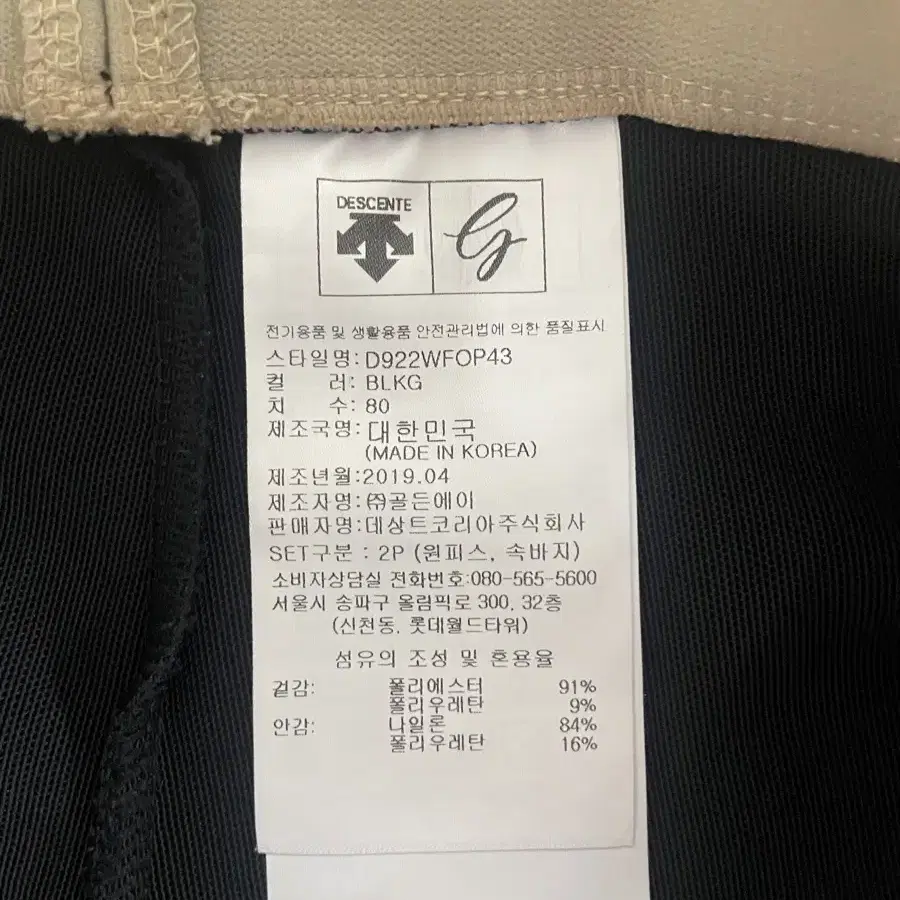 DESCENTE G
전기용품 및 생활용품 안전관리법에 의한 품질표시
스타일명: D922WFOP43
컬 러: BLKG
치 수: 80
제조국명: 대한민국
(MADE IN KOREA)
제조년월:2019.04
제조자명: ㈜골든에이
판매자명:데상트코리아주식회사
SET구분 : 2P (원피스, 속바지)
소비자상담실 전화번호:080-565-5600
서울시 송파구 올림픽로 300, 32층
(신천동, 롯데월드타워)
섬유의 조성 및 혼용율
겉감: 폴리에스터 91%
폴리우레탄 9%
안감: 나일론 84%
폴리우레탄 16%